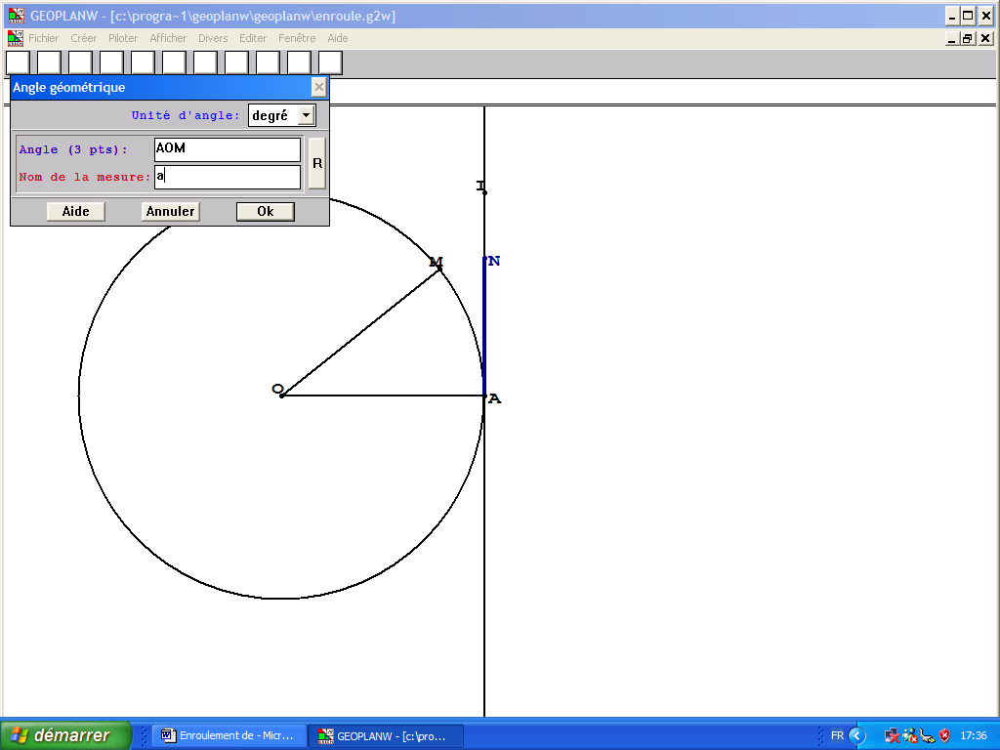 GEOPLANW - [c:\progra~1\geoplanw\geoplanw\enroule.g2w]
Fichier Créer Piloter Afficher Divers Editer Fenêtre Aide
Angle géométrique
Unité d'angle: degré
Angle (3 pts): AOM
R
Nom de la mesure: a
Aide Annuler Ok
I
M
N
O
A
démarrer
Enroulement de - Micr...
GEOPLANW - [c:\pro...
FR
17:36